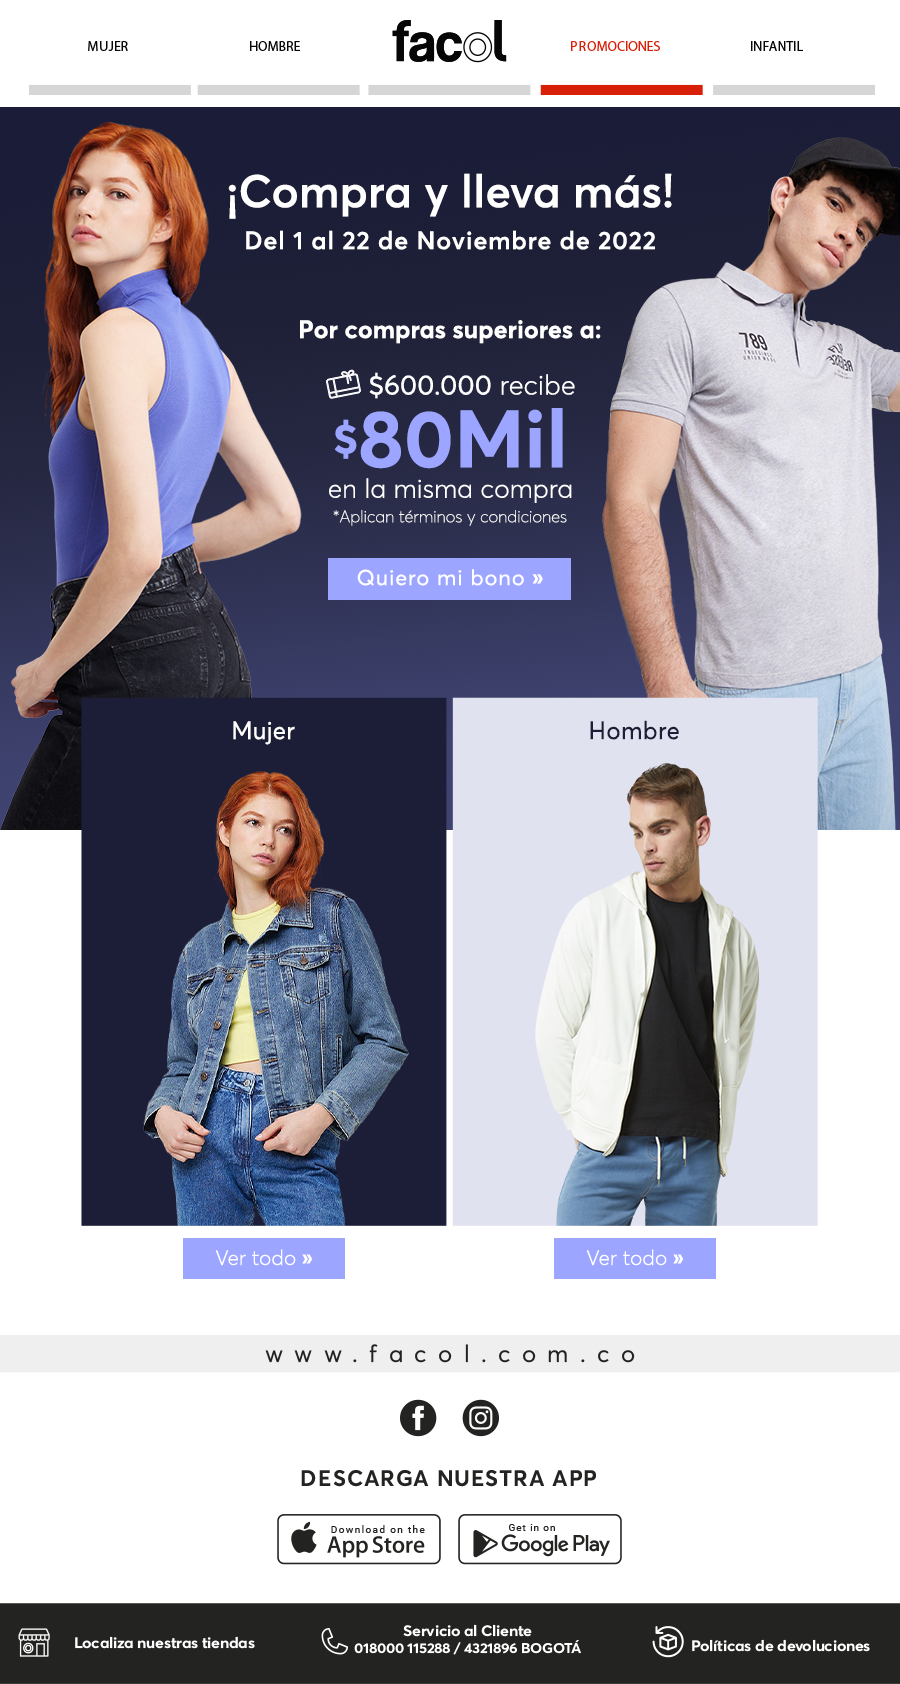 MUJER
HOMBRE
facol
PROMOCIONES
INFANTIL
¡Compra y lleva más!
Del 1 al 22 de Noviembre de 2022
Por compras superiores a:
$600.000 recibe
$80Mil
en la misma compra
*Aplican términos y condiciones
Quiero mi bono »
789
Mujer
Hombre
Ver todo »
Ver todo »
www.facol.com.co
DESCARGA NUESTRA APP
Download on the
App Store
Get in on
Google Play
Localiza nuestras tiendas
Servicio al Cliente
018000 115288 / 4321896 BOGOTÁ
Políticas de devoluciones